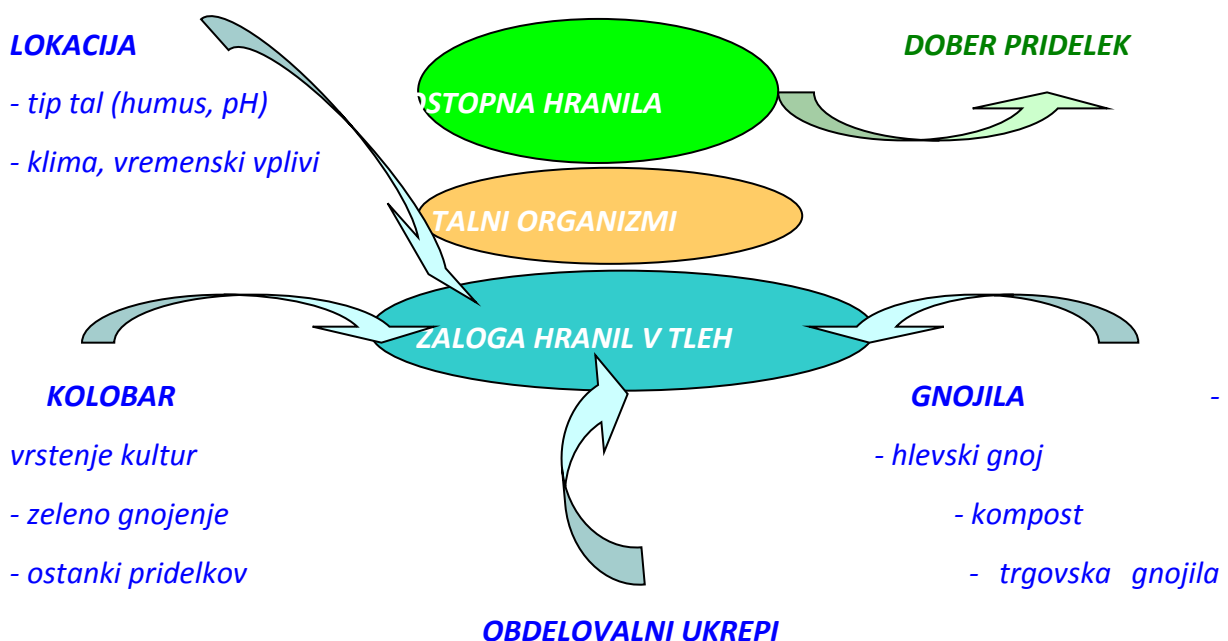 LOKACIJA
DOBER PRIDELEK
- tip tal (humus, pH)
OSTOPNA HRANILA
- klima, vremenski vplivi
TALNI ORGANIZMI
ZALOGA HRANIL V TLEH
KOLOBAR
GNOJILA -
vrstenje kultur
- hlevski gnoj
- zeleno gnojenje
- kompost
- ostanki pridelkov
- trgovska gnojila
OBDELOVALNI UKREPI